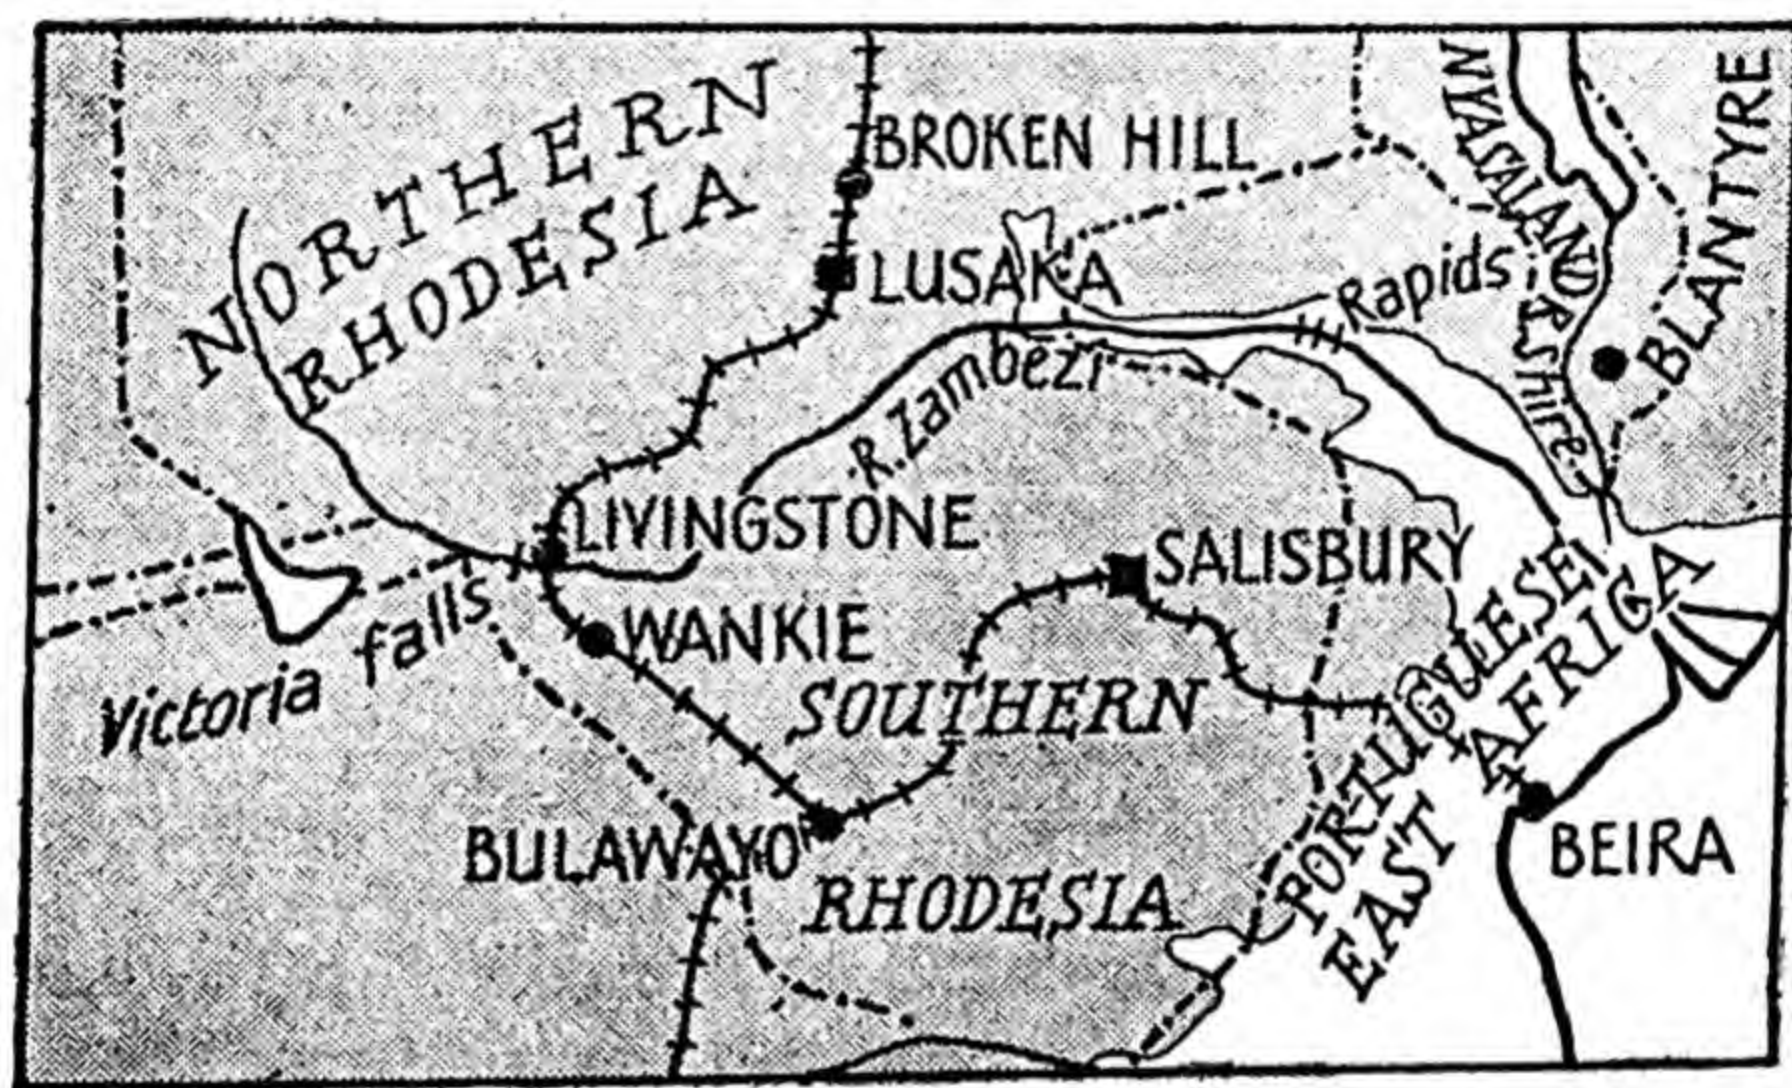 NORTHERN
RHODESIA
BROKEN HILL
LUSAKA
NYASALAND
R. Shire
BLANTYRE
Rapids
R. Zambezi
LIVINGSTONE
Victoria falls
WANKIE
SALISBURY
SOUTHERN
RHODESIA
BULAWAYO
PORTUGUESE
EAST AFRICA
BEIRA